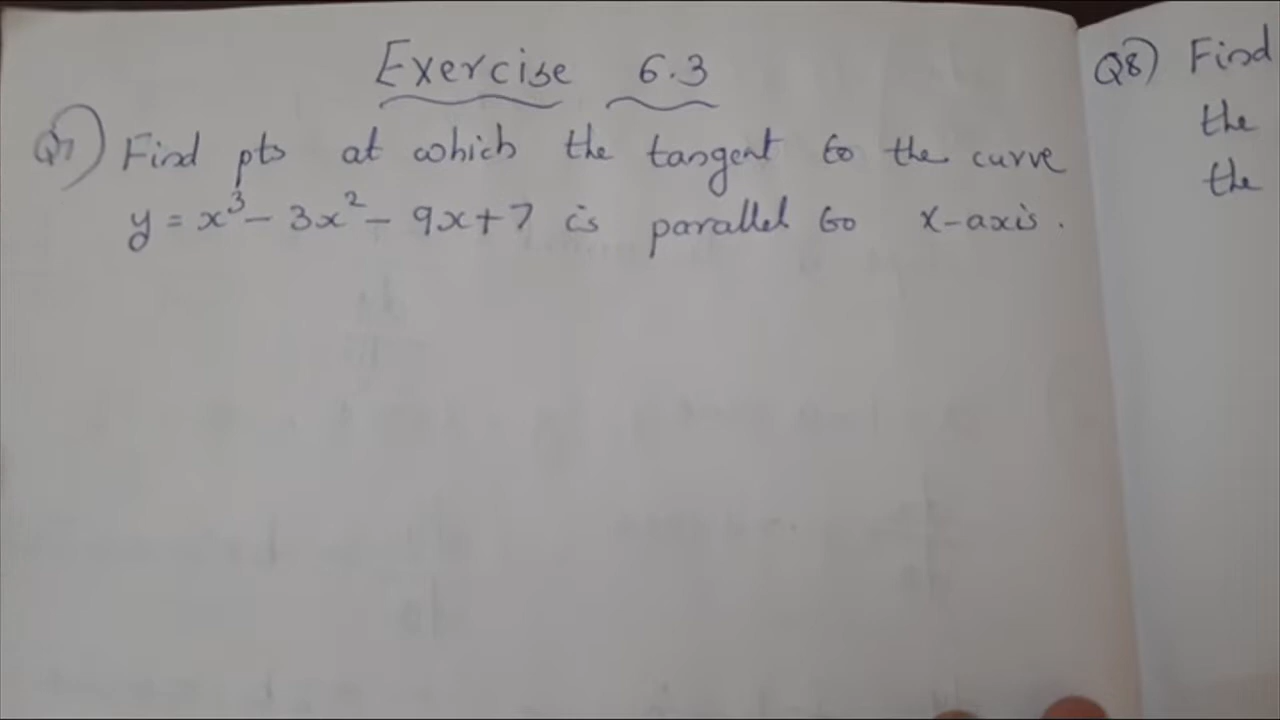 Exercise 6.3
Q7) Find pts at which the tangent to the curve
y = x³ - 3x² - 9x + 7 is parallel to x-axis.
Q8) Find
the
the